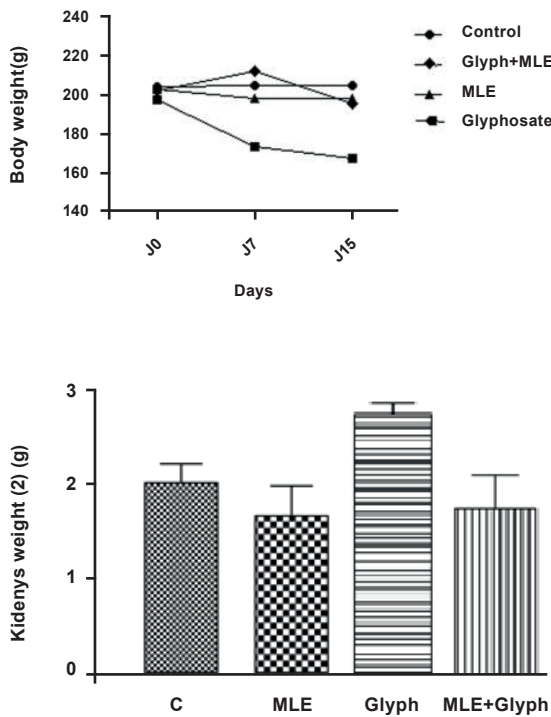 240
220
200
180
160
140
Body weight(g)
J0
J7
J15
Days
Control
Glyph+MLE
MLE
Glyphosate
3
2
1
0
Kidenys weight (2) (g)
C
MLE
Glyph
MLE+Glyph